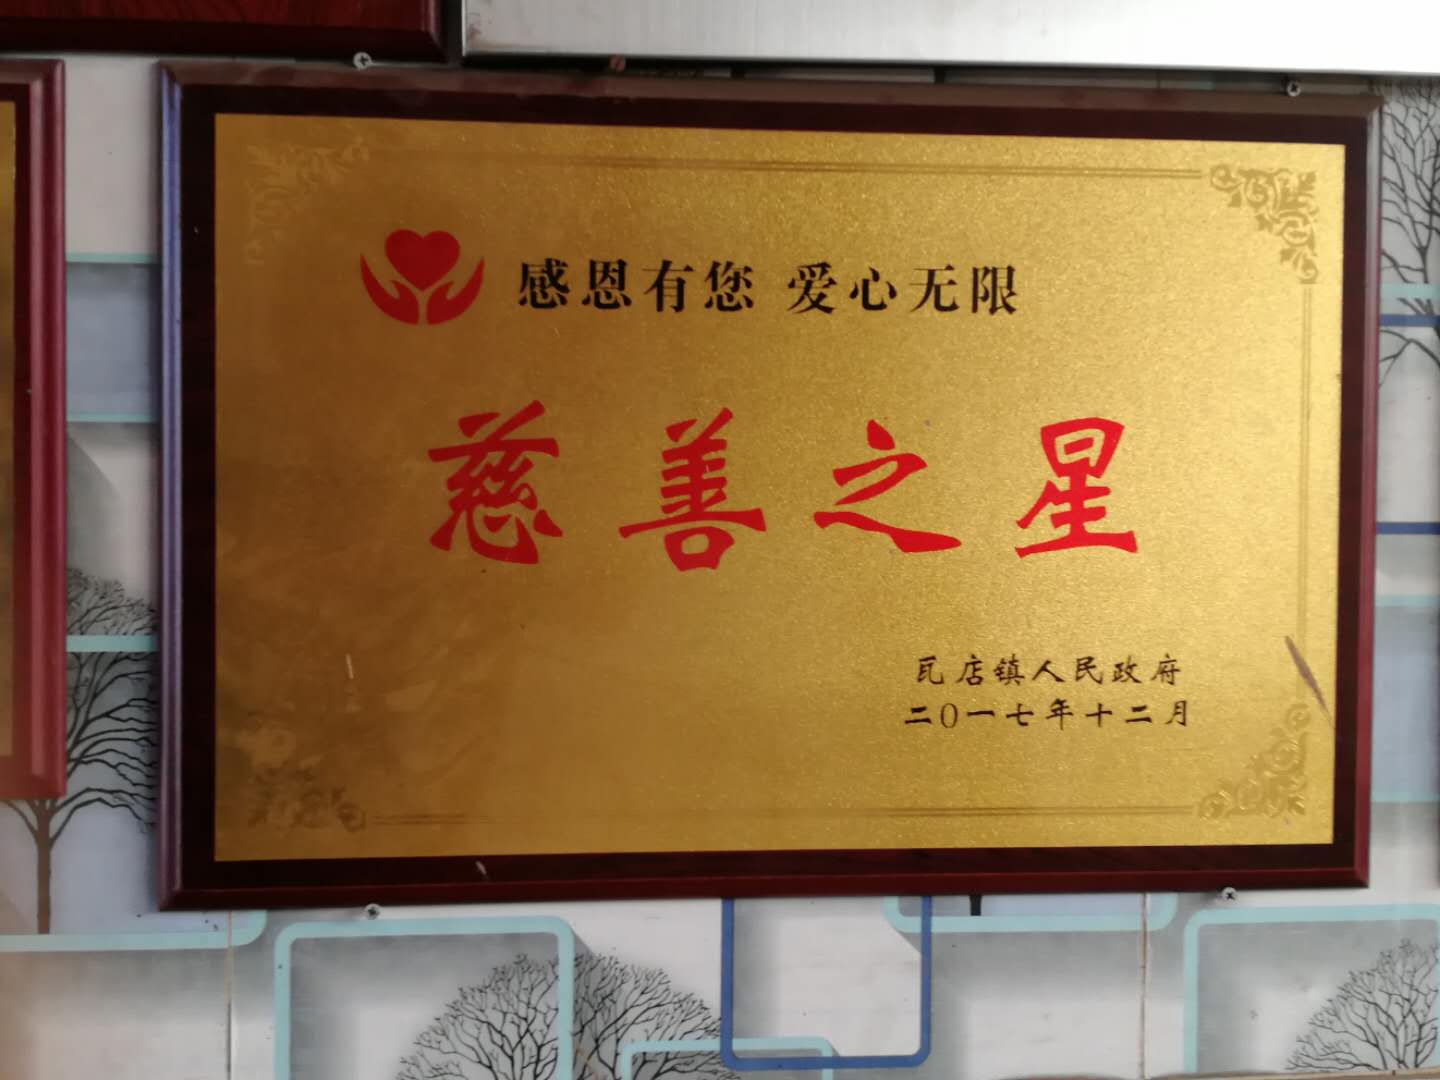 感恩有您 爱心无限
慈善之星
瓦店镇人民政府
二0一七年十二月